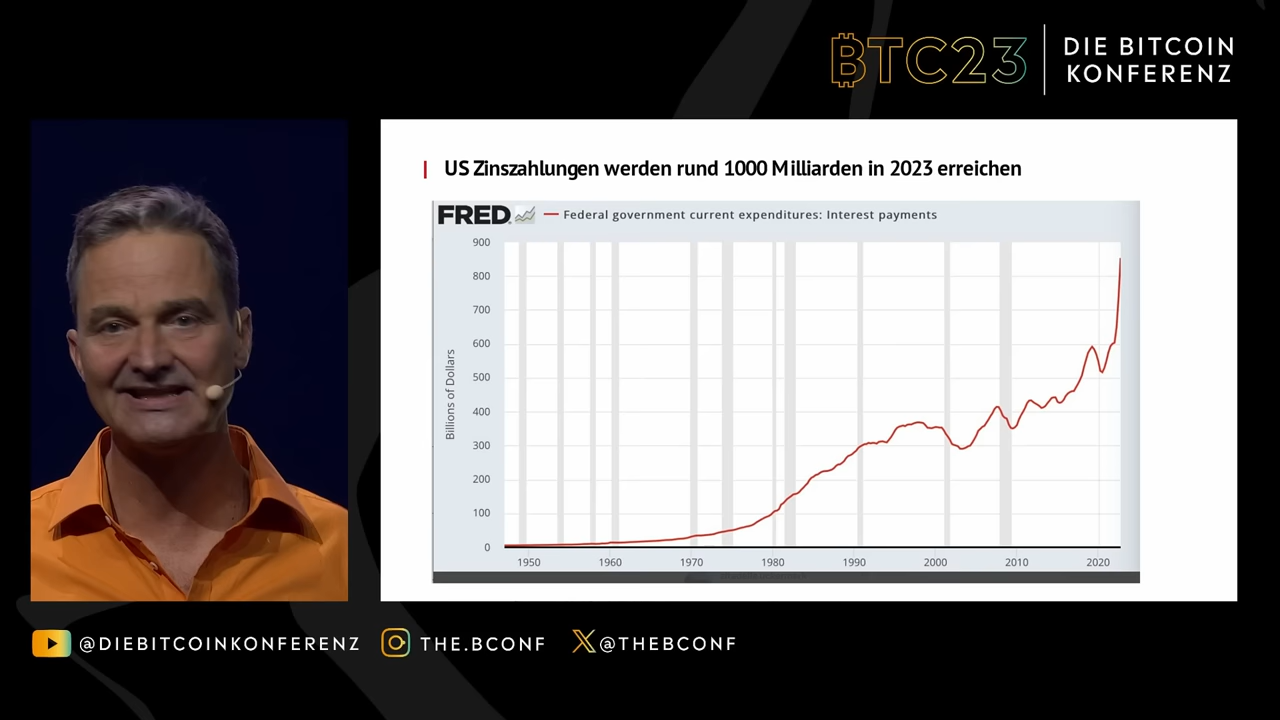 BTC23
DIE BITCOIN
KONFERENZ
US Zinszahlungen werden rund 1000 Milliarden in 2023 erreichen
FRED
Federal government current expenditures: Interest payments
900
800
700
600
500
400
300
200
100
0
Billions of Dollars
1950 1960 1970 1980 1990 2000 2010 2020
@DIEBITCOINKONFERENZ THE.BCONF @THEBCONF